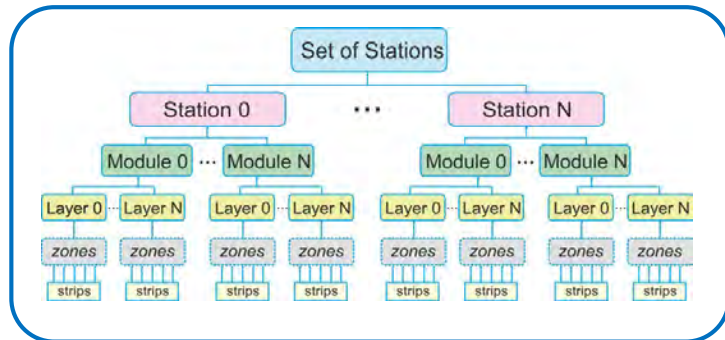 Set of Stations
Station 0 ... Station N
Module 0 ... Module N Module 0 ... Module N
Layer 0 ... Layer N Layer 0 ... Layer N Layer 0 ... Layer N Layer 0 ... Layer N
zones zones zones zones zones zones zones zones
strips strips strips strips strips strips strips strips